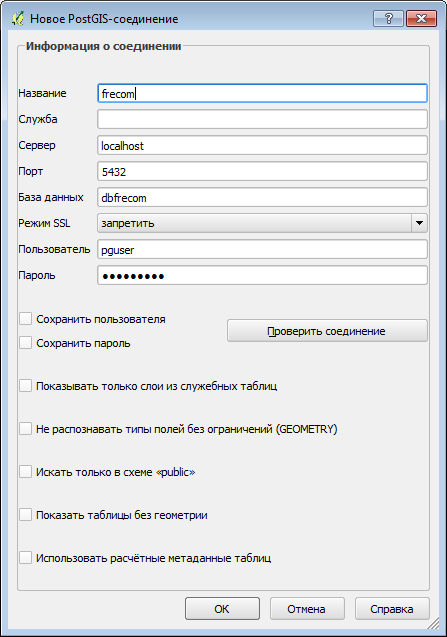 Новое PostGIS-соединение
Информация о соединении
Название frecom
Служба
Сервер localhost
Порт 5432
База данных dbfrecom
Режим SSL запретить
Пользователь pguser
Пароль ●●●●●●●●●
Сохранить пользователя
Проверить соединение
Сохранить пароль
Показывать только слои из служебных таблиц
Не распознавать типы полей без ограничений (GEOMETRY)
Искать только в схеме «public»
Показать таблицы без геометрии
Использовать расчётные метаданные таблиц
OK Отмена Справка